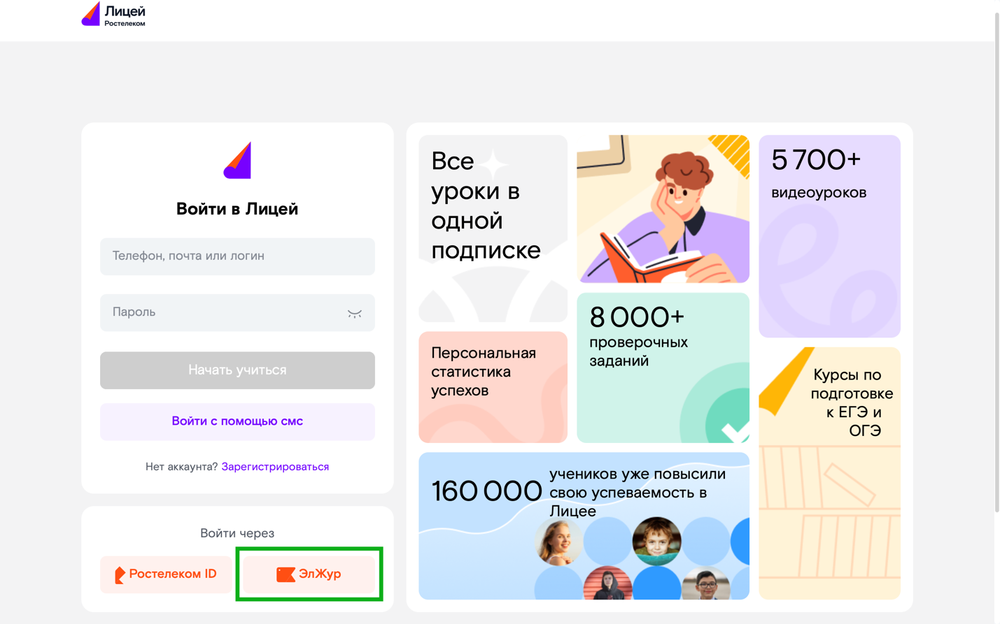 Лицей
Ростелеком
Войти в Лицей
Телефон, почта или логин
Пароль
Начать учиться
Войти с помощью смс
Нет аккаунта? Зарегистрироваться
Войти через
Ростелеком ID
ЭлЖур
Все
уроки в
одной
подписке
5 700+
видеоуроков
8 000+
проверочных
заданий
Персональная
статистика
успехов
Курсы по
подготовке
к ЕГЭ и
ОГЭ
160 000
учеников уже повысили
свою успеваемость в
Лицее